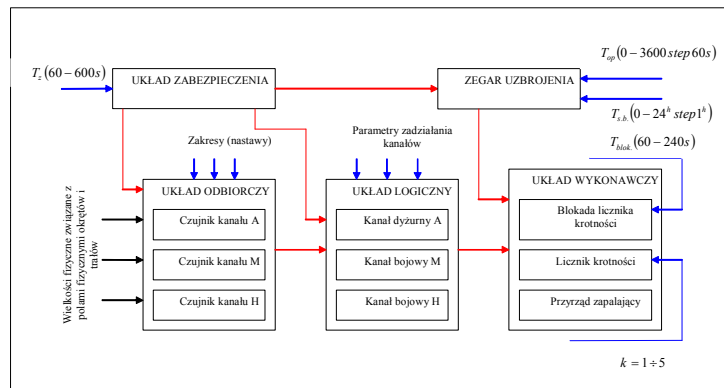 T_z(60−600s)
UKŁAD ZABEZPIECZENIA
ZEGAR UZBROJENIA
T_op(0−3600 step 60s)
T_s.b.(0−24^h step1^h)
T_blok.(60−240s)
Zakresy (nastawy)
Parametry zadziałania
kanałów
Wielkości fizyczne związane z
polami fizycznymi okrętów i
trałów
UKŁAD ODBIORCZY
Czujnik kanału A
Czujnik kanału M
Czujnik kanału H
UKŁAD LOGICZNY
Kanał dyżurny A
Kanał bojowy M
Kanał bojowy H
UKŁAD WYKONAWCZY
Blokada licznika
krotności
Licznik krotności
Przyrząd zapalający
k = 1÷5